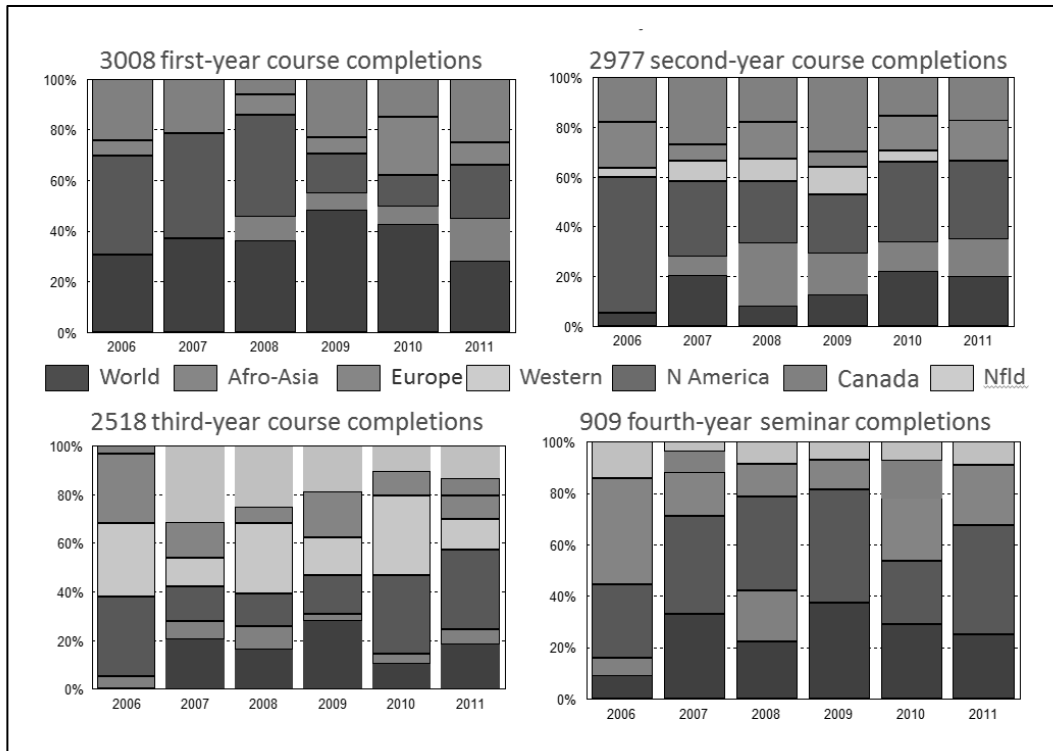 3008 first-year course completions
100%
80%
60%
40%
20%
0%
2006 2007 2008 2009 2010 2011
2977 second-year course completions
100%
80%
60%
40%
20%
0%
2006 2007 2008 2009 2010 2011
World Afro-Asia Europe Western N America Canada Nfld
2518 third-year course completions
100%
80%
60%
40%
20%
0%
2006 2007 2008 2009 2010 2011
909 fourth-year seminar completions
100%
80%
60%
40%
20%
0%
2006 2007 2008 2009 2010 2011